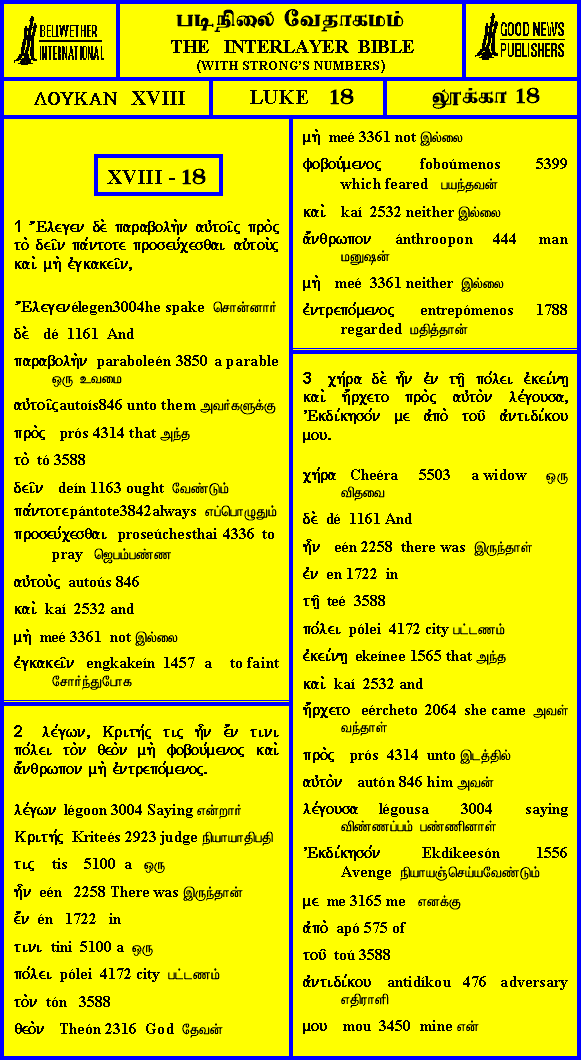 BELLWETHER
INTERNATIONAL
படிநிலை வேதாகமம்
THE INTERLAYER BIBLE
(WITH STRONG'S NUMBERS)
GOOD NEWS
PUBLISHERS
ΛΟΥΚΑΝ XVIII
LUKE 18
லூக்கா 18
XVIII - 18
1 Ἔλεγεν δὲ παραβολὴν αὐτοῖς πρὸς
τὸ δεῖν πάντοτε προσεύχεσθαι αὐτοὺς
καὶ μὴ ἐγκακεῖν,
Ἔλεγενélegen3004he spake சொன்னார்
δὲ dé 1161 And
παραβολὴν paraboleén 3850 a parable
ஒரு உவமை
αὐτοῖςautoís846 unto them அவர்களுக்கு
πρὸς prós 4314 that அந்த
τὸ tó 3588
δεῖν deín 1163 ought வேண்டும்
πάντοτεpántote3842always எப்பொழுதும்
προσεύχεσθαι proseúchesthai 4336 to
pray ஜெபம்பண்ண
αὐτοὺς autoús 846
καὶ kaí 2532 and
μὴ meé 3361 not இல்லை
ἐγκακεῖν engkakeín 1457 a to faint
சோர்ந்துபோக
2 λέγων, Κριτής τις ἦν ἔν τινι
πόλει τὸν θεὸν μὴ φοβούμενος καὶ
ἄνθρωπον μὴ ἐντρεπόμενος.
λέγων légoon 3004 Saying என்றார்
Κριτής Kriteés 2923 judge நியாயாதிபதி
τις tis 5100 a ஒரு
ἦν eén 2258 There was இருந்தான்
ἔν én 1722 in
τινι tini 5100 a ஒரு
πόλει pólei 4172 city பட்டணம்
τὸν tón 3588
θεὸν Theón 2316 God தேவன்
μὴ meé 3361 not இல்லை
φοβούμενος foboúmenos 5399
which feared பயந்தவன்
καὶ kaí 2532 neither இல்லை
ἄνθρωπον ánthroopon 444 man
மனுஷன்
μὴ meé 3361 neither இல்லை
ἐντρεπόμενος entrepómenos 1788
regarded மதித்தான்
3 χήρα δὲ ἦν ἐν τῇ πόλει ἐκείνῃ
καὶ ἤρχετο πρὸς αὐτὸν λέγουσα,
Ἐκδίκησόν με ἀπὸ τοῦ ἀντιδίκου
μου.
χήρα Cheéra 5503 a widow ஒரு
விதவை
δὲ dé 1161 And
ἦν eén 2258 there was இருந்தாள்
ἐν en 1722 in
τῇ teé 3588
πόλει pólei 4172 city பட்டணம்
ἐκείνῃ ekeínee 1565 that அந்த
καὶ kaí 2532 and
ἤρχετο eércheto 2064 she came அவள்
வந்தாள்
πρὸς prós 4314 unto இடத்தில்
αὐτὸν autón 846 him அவன்
λέγουσα légousa 3004 saying
விண்ணப்பம் பண்ணினாள்
Ἐκδίκησόν Ekdíkeesón 1556
Avenge நியாயஞ்செய்யவேண்டும்
με me 3165 me எனக்கு
ἀπὸ apó 575 of
τοῦ toú 3588
ἀντιδίκου antidíkou 476 adversary
எதிராளி
μου mou 3450 mine என்